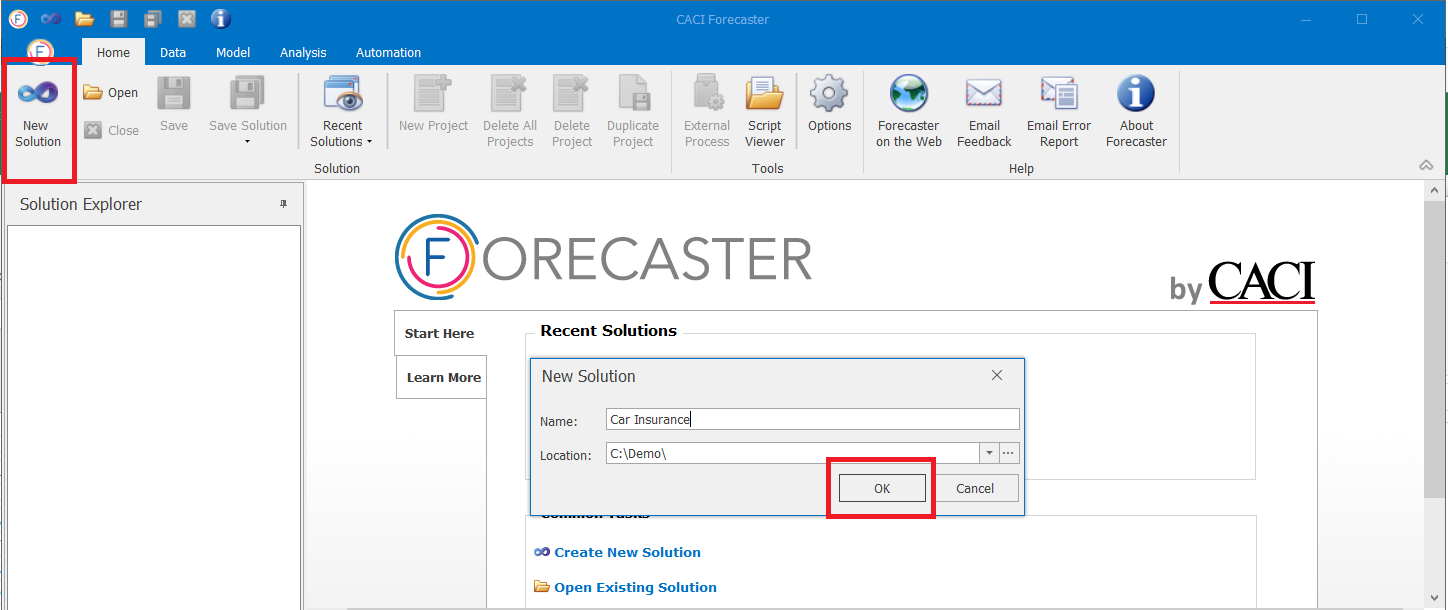 CACI Forecaster
F
Home Data Model Analysis Automation
New
Solution
Open
Close
Save
Save Solution
Recent
Solutions
New Project
Delete All
Projects
Delete
Project
Duplicate
Project
External
Process
Script
Viewer
Options
Forecaster
on the Web
Email
Feedback
Email Error
Report
About
Forecaster
Solution
Tools
Help
Solution Explorer
FORECASTER
by CACI
Start Here
Learn More
Recent Solutions
New Solution
Name: Car Insurance
Location: C:\Demo\
OK Cancel
Common Tasks
Create New Solution
Open Existing Solution